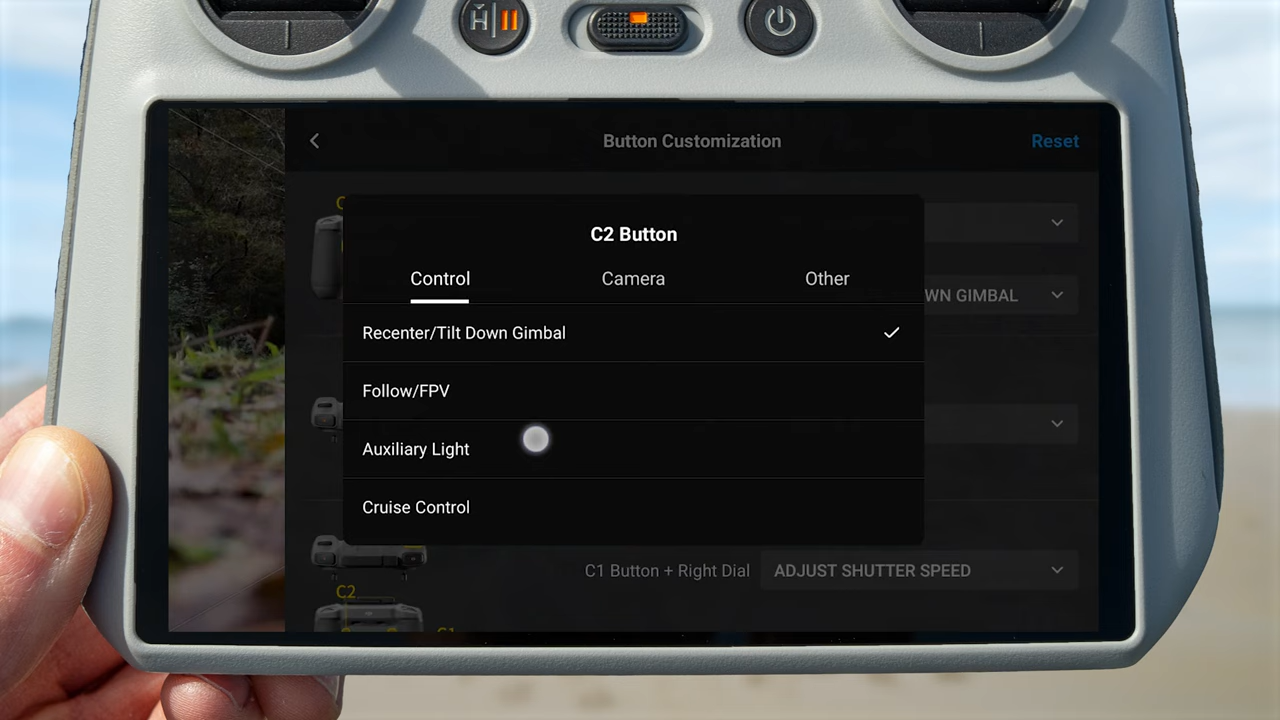 H
Button Customization
Reset
C2 Button
Control
Camera
Other
Recenter/Tilt Down Gimbal
WN GIMBAL
Follow/FPV
Auxiliary Light
Cruise Control
C1 Button + Right Dial
ADJUST SHUTTER SPEED
C2